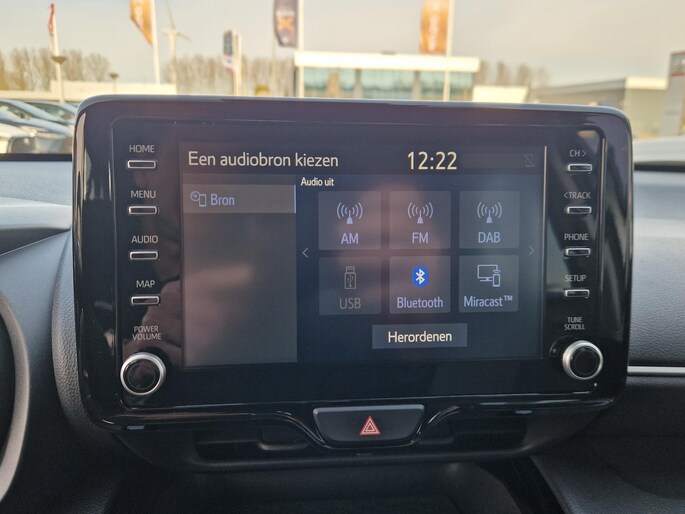 HOME
MENU
AUDIO
MAP
POWER
VOLUME
Een audiobron kiezen 12:22
Bron
Audio uit
AM FM DAB
USB Bluetooth Miracast™
Herordenen
CH >
< TRACK
PHONE
SETUP
TUNE
SCROLL